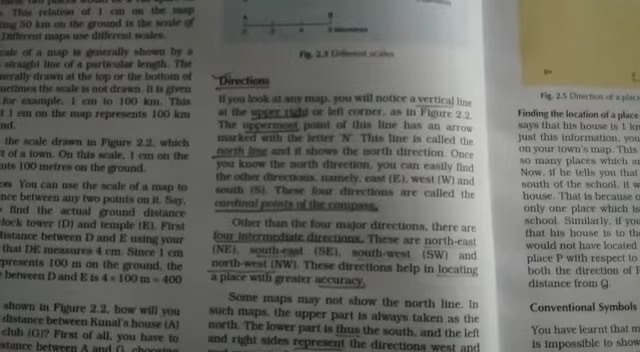 This relation of 1 cm on the map
50 km on the ground is the scale of
Different maps use different scales.
scale of a map is generally shown by a
straight line of a particular length. The
generally drawn at the top or bottom of
sometimes the scale is not drawn. It is given
for example, 1 cm to 100 km. This
1 cm on the map represents 100 km
the scale drawn in Figure 2.2, which
of a town. On this scale, 1 cm on the
100 metres on the ground.
You can use the scale of a map to
between any two points on it. Say,
find the actual ground distance
clock tower (D) and temple (E). First
distance between D and E using your
that DE measures 4 cm. Since 1 cm
represents 100 m on the ground, the
between D and E is 4 × 100 m = 400
shown in Figure 2.2, how will you
distance between Kunal's house (A)
club (G)? First of all, you have to
distance between A and G, choosing
Fig. 2.3 Different scales
Directions
If you look at any map, you will notice a vertical line
at the upper right or left corner, as in Figure 2.2.
The uppermost point of this line has an arrow
marked with the letter 'N'. This line is called the
north line and it shows the north direction. Once
you know the north direction, you can easily find
the other directions, namely, east (E), west (W) and
south (S). These four directions are called the
cardinal points of the compass.
Other than the four major directions, there are
four intermediate directions. These are north-east
(NE), south-east (SE), south-west (SW) and
north-west (NW). These directions help in locating
a place with greater accuracy.
Some maps may not show the north line. In
such maps, the upper part is always taken as the
north. The lower part is thus the south, and the left
and right sides represent the directions west and
Fig. 2.5 Direction of a place
Finding the location of a place
says that his house is 1
just this information, you
on your town's map. This
so many places which
Now, if he tells you that
south of the school, it
house. That is because
only one place which is
school. Similarly, if you
that his house is to the
would not have located
place P with respect to
both the direction of
distance from Q.
Conventional Symbols
You have learnt that
is impossible to show